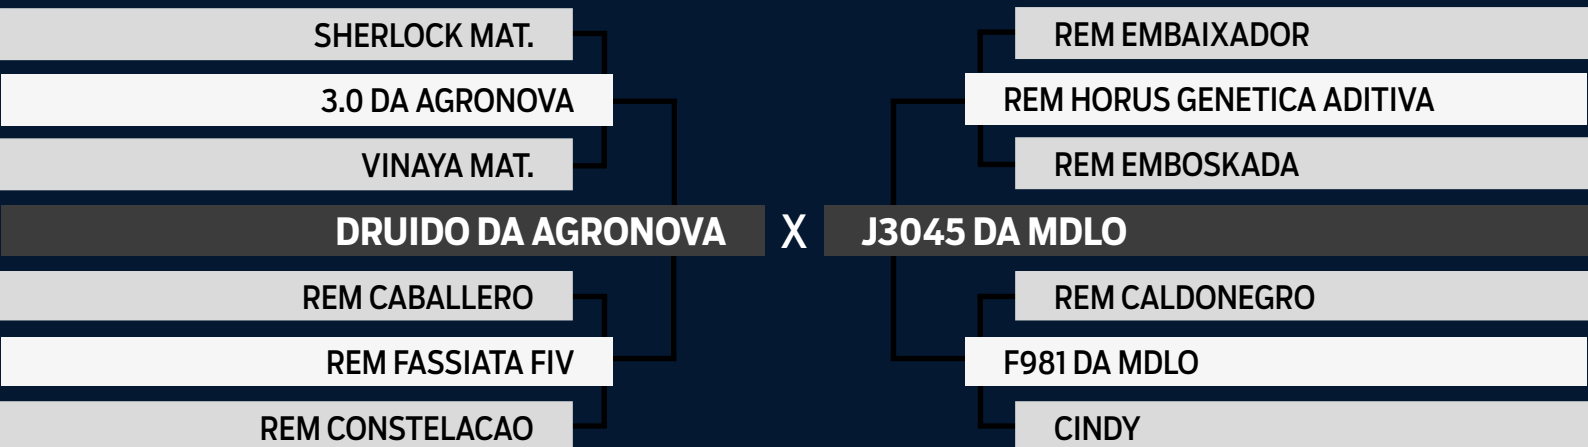 SHERLOCK MAT.
3.0 DA AGRONOVA
VINAYA MAT.
DRUIDO DA AGRONOVA
REM CABALLERO
REM FASSIATA FIV
REM CONSTELACAO
X
REM EMBAIXADOR
REM HORUS GENETICA ADITIVA
REM EMBOSKADA
J3045 DA MDLO
REM CALDONEGRO
F981 DA MDLO
CINDY